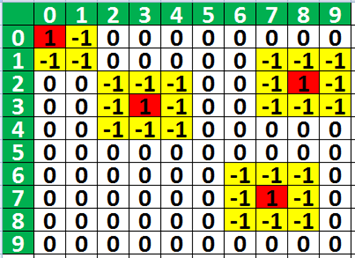 0 1 2 3 4 5 6 7 8 9
0 1 -1 0 0 0 0 0 0 0 0
1 -1 -1 0 0 0 0 0 -1 -1 -1
2 0 0 -1 -1 -1 0 0 -1 1 -1
3 0 0 -1 1 -1 0 0 -1 -1 -1
4 0 0 -1 -1 -1 0 0 0 0 0
5 0 0 0 0 0 0 0 0 0 0
6 0 0 0 0 0 0 -1 -1 -1 0
7 0 0 0 0 0 0 -1 1 -1 0
8 0 0 0 0 0 0 -1 -1 -1 0
9 0 0 0 0 0 0 0 0 0 0